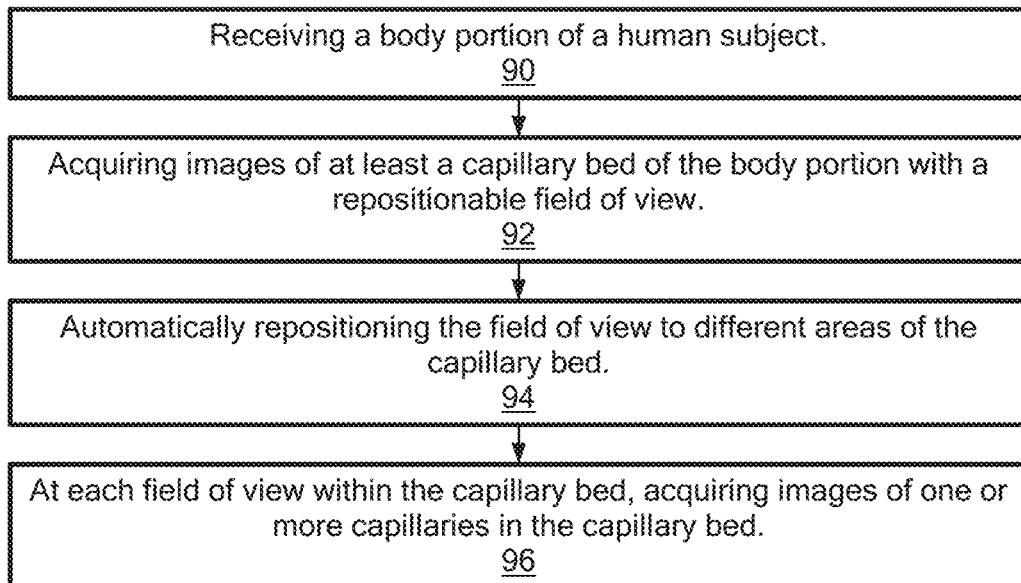 Receiving a body portion of a human subject.
90
Acquiring images of at least a capillary bed of the body portion with a
repositionable field of view.
92
Automatically repositioning the field of view to different areas of the
capillary bed.
94
At each field of view within the capillary bed, acquiring images of one or
more capillaries in the capillary bed.
96